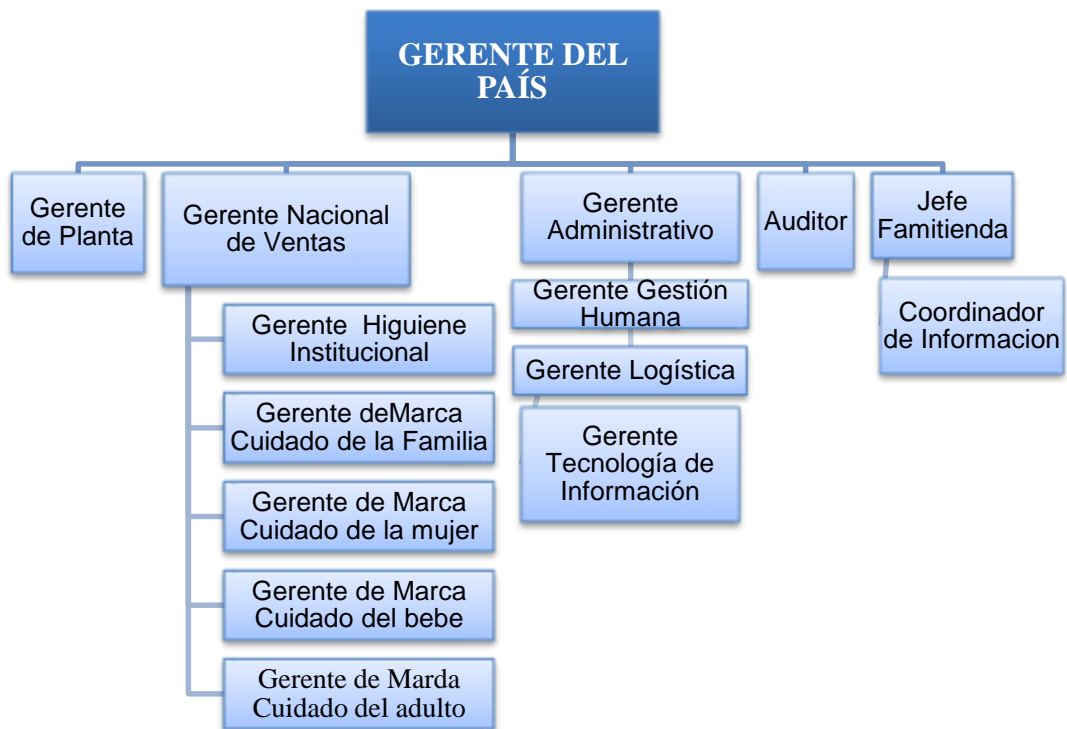 GERENTE DEL
PAÍS
Gerente
de Planta
Gerente Nacional
de Ventas
Gerente
Administrativo
Auditor
Jefe
Famitienda
Gerente Higuiene
Institucional
Gerente deMarca
Cuidado de la Familia
Gerente de Marca
Cuidado de la mujer
Gerente de Marca
Cuidado del bebe
Gerente de Marda
Cuidado del adulto
Gerente Gestión
Humana
Gerente Logística
Gerente
Tecnología de
Información
Coordinador
de Informacion